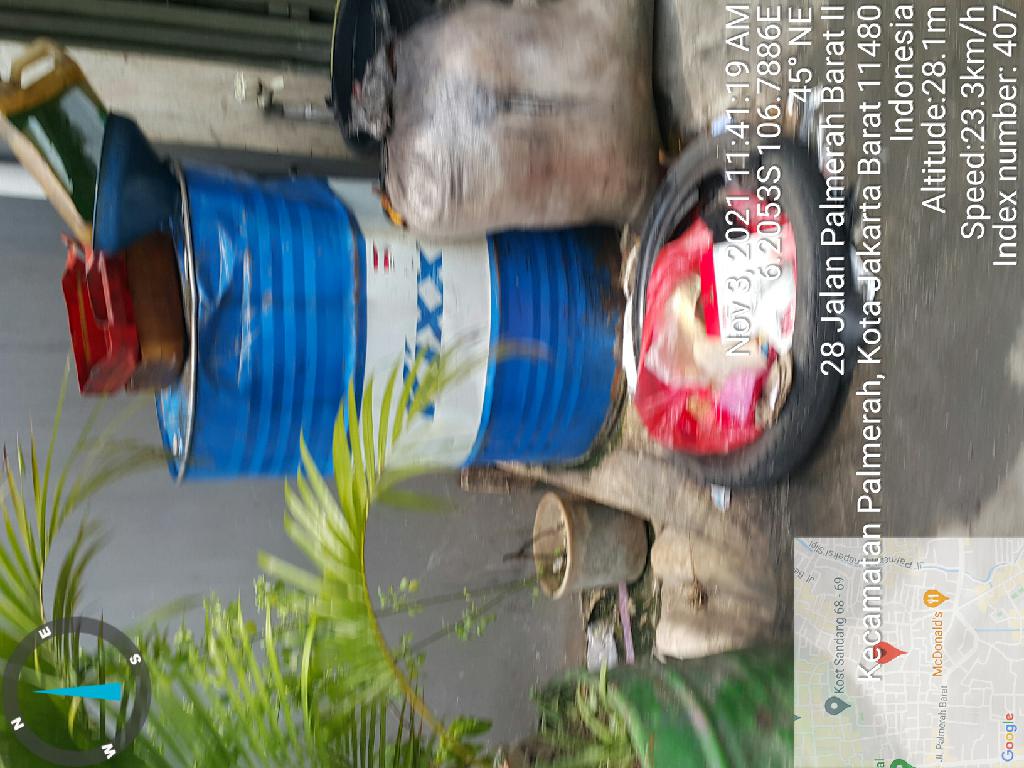 N
E
W
S
Nov 3, 2021 11:41:19 AM
6.2053S 106.7886E
45° NE
28 Jalan Palmerah Barat II
Kecamatan Palmerah, Kota Jakarta Barat 11480
Indonesia
Altitude:28.1m
Speed:23.3km/h
Index number: 407
Kost Sandang 68 - 69
Jl. Palmerah Barat
McDonald's
Google